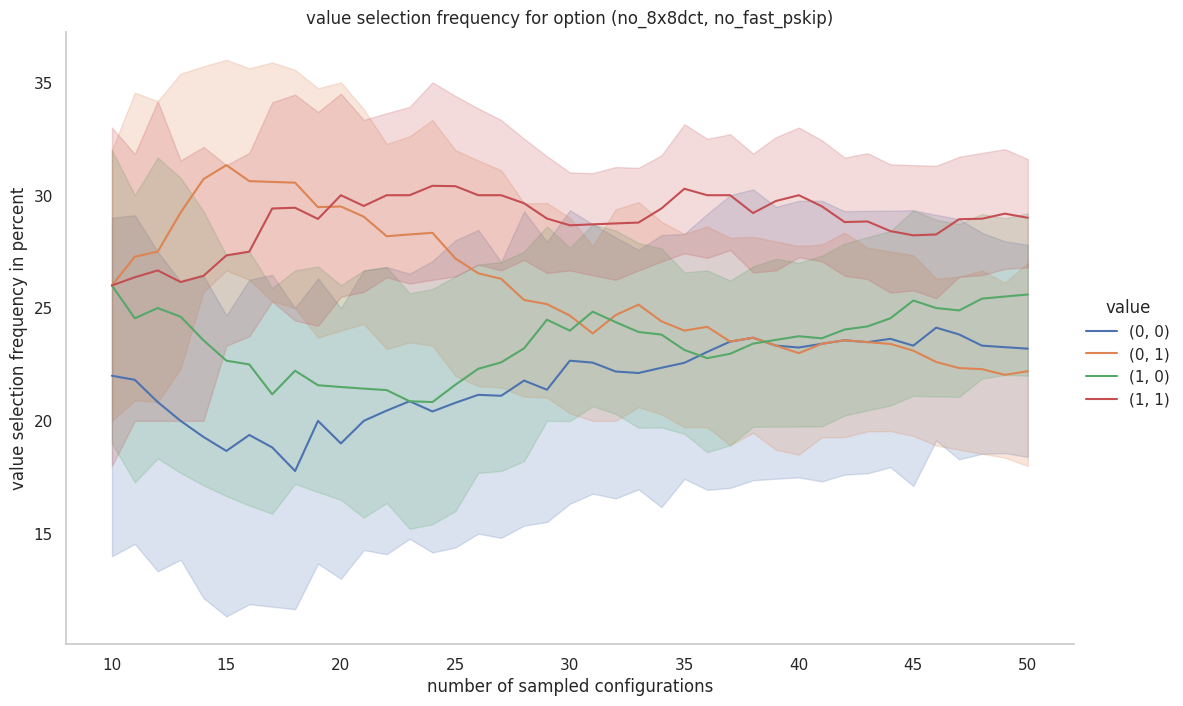 value selection frequency for option (no_8x8dct, no_fast_pskip)
value selection frequency in percent
35
30
25
20
15
10 15 20 25 30 35 40 45 50
number of sampled configurations
value
(0, 0)
(0, 1)
(1, 0)
(1, 1)